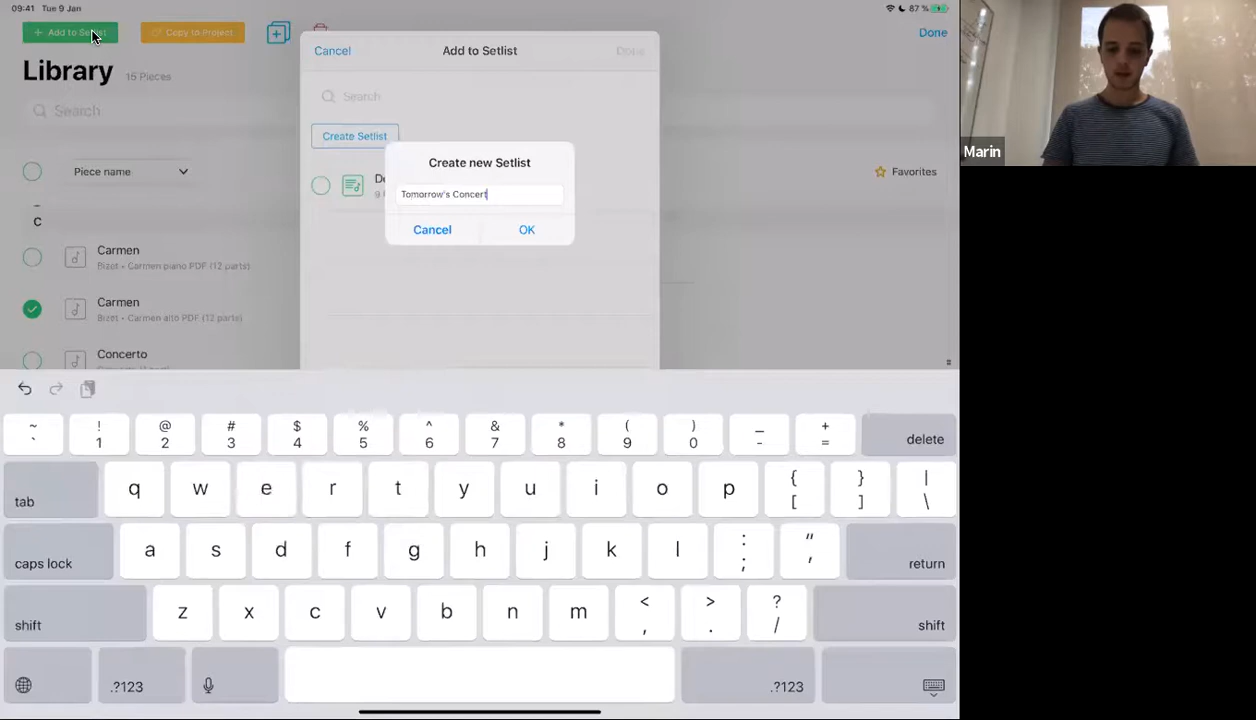 09:41 Tue 9 Jan
87 %
+ Add to Setlist
Copy to Project
Cancel
Add to Setlist
Done
Done
Library
15 Pieces
Search
Search
Create Setlist
Create new Setlist
Tomorrow's Concert
Cancel
OK
Piece name
Favorites
C
Carmen
Bizet • Carmen piano PDF (12 parts)
Carmen
Bizet • Carmen alto PDF (12 parts)
Concerto
Marin
~ ! @ # $ % ^ & * ( ) _ +
` 1 2 3 4 5 6 7 8 9 0 - = delete
tab q w e r t y u i o p { [ } ] | \
caps lock a s d f g h j k l : ; " ' return
shift z x c v b n m < , > . ? / shift
.?123 .?123